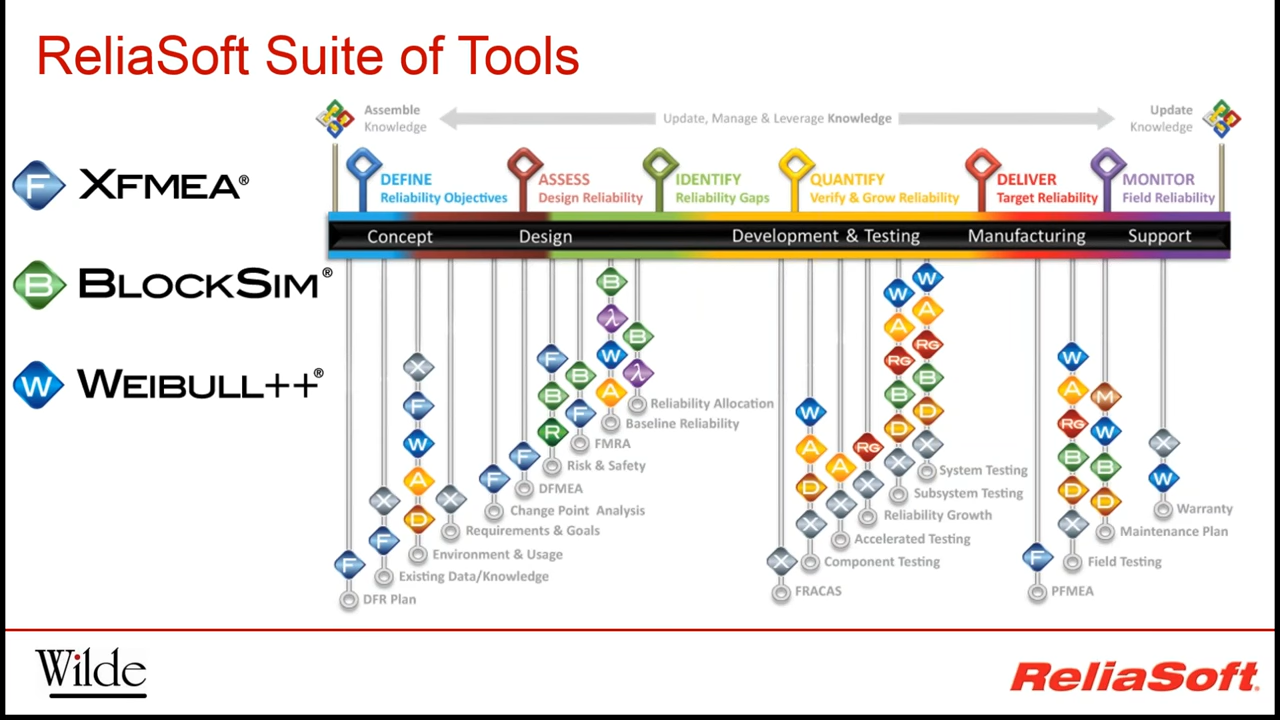 ReliaSoft Suite of Tools
Assemble
Knowledge
Update, Manage & Leverage Knowledge
Update
Knowledge
F XFMEA®
B BLOCKSIM®
W WEIBULL++®
DEFINE
Reliability Objectives
ASSESS
Design Reliability
IDENTIFY
Reliability Gaps
QUANTIFY
Verify & Grow Reliability
DELIVER
Target Reliability
MONITOR
Field Reliability
Concept
Design
Development & Testing
Manufacturing
Support
F
DFR Plan
X
F
Existing Data/Knowledge
X
F
W
A
D
Environment & Usage
X
Requirements & Goals
F
Change Point Analysis
F
DFMEA
F
B
R
Risk & Safety
B
F
FMRA
B
λ
W
A
Baseline Reliability
B
λ
Reliability Allocation
X
FRACAS
W
A
D
X
Component Testing
A
X
Accelerated Testing
RG
X
Reliability Growth
W
A
RG
B
D
X
Subsystem Testing
W
A
RG
B
D
X
System Testing
F
PFMEA
W
A
RG
B
D
X
Field Testing
M
W
B
D
Maintenance Plan
X
W
Warranty
Wilde
ReliaSoft